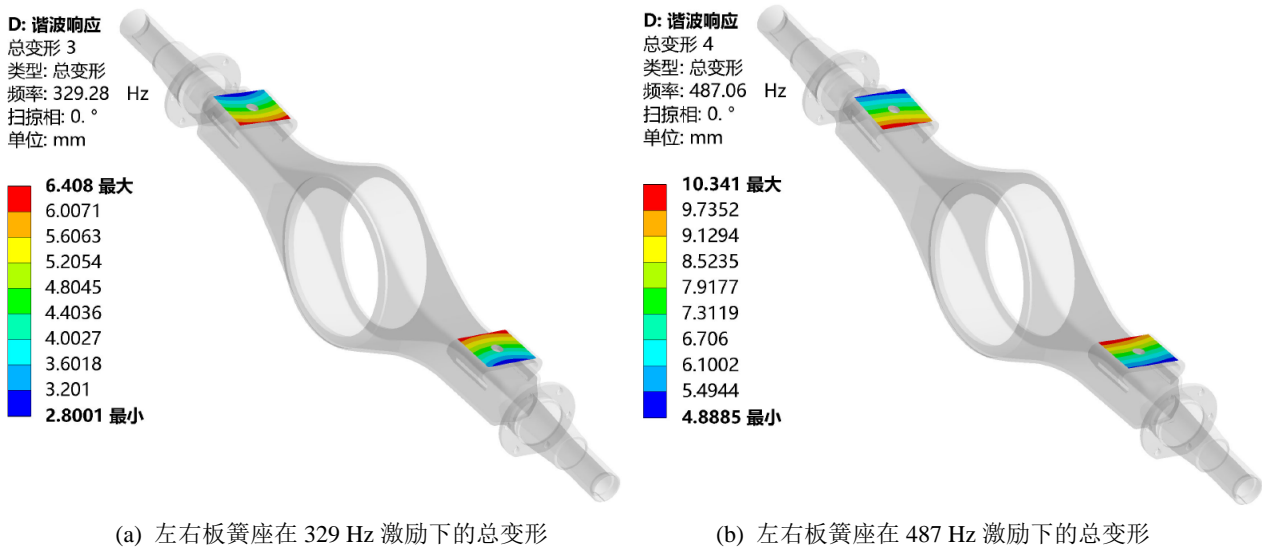 D: 谐波响应
总变形 3
类型: 总变形
频率: 329.28 Hz
扫掠相: 0. °
单位: mm
6.408 最大
6.0071
5.6063
5.2054
4.8045
4.4036
4.0027
3.6018
3.201
2.8001 最小
(a) 左右板簧座在 329 Hz 激励下的总变形
D: 谐波响应
总变形 4
类型: 总变形
频率: 487.06 Hz
扫掠相: 0. °
单位: mm
10.341 最大
9.7352
9.1294
8.5235
7.9177
7.3119
6.706
6.1002
5.4944
4.8885 最小
(b) 左右板簧座在 487 Hz 激励下的总变形